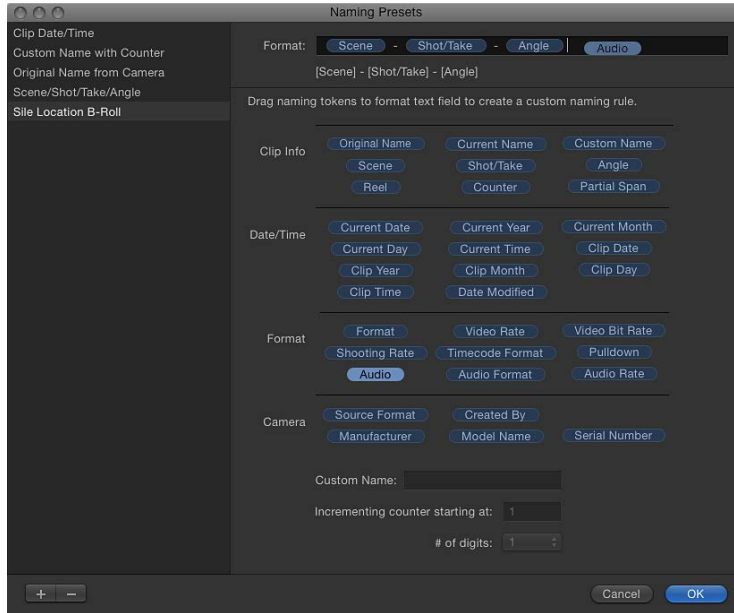 Naming Presets
Clip Date/Time
Custom Name with Counter
Original Name from Camera
Scene/Shot/Take/Angle
Sile Location B-Roll
Format: Scene - Shot/Take - Angle Audio
[Scene] - [Shot/Take] - [Angle]
Drag naming tokens to format text field to create a custom naming rule.
Clip Info
Original Name Current Name Custom Name
Scene Shot/Take Angle
Reel Counter Partial Span
Date/Time
Current Date Current Year Current Month
Current Day Current Time Clip Date
Clip Year Clip Month Clip Day
Clip Time Date Modified
Format
Format Video Rate Video Bit Rate
Shooting Rate Timecode Format Pulldown
Audio Audio Format Audio Rate
Camera
Source Format Created By
Manufacturer Model Name Serial Number
Custom Name:
Incrementing counter starting at: 1
# of digits: 1
+ −
Cancel OK